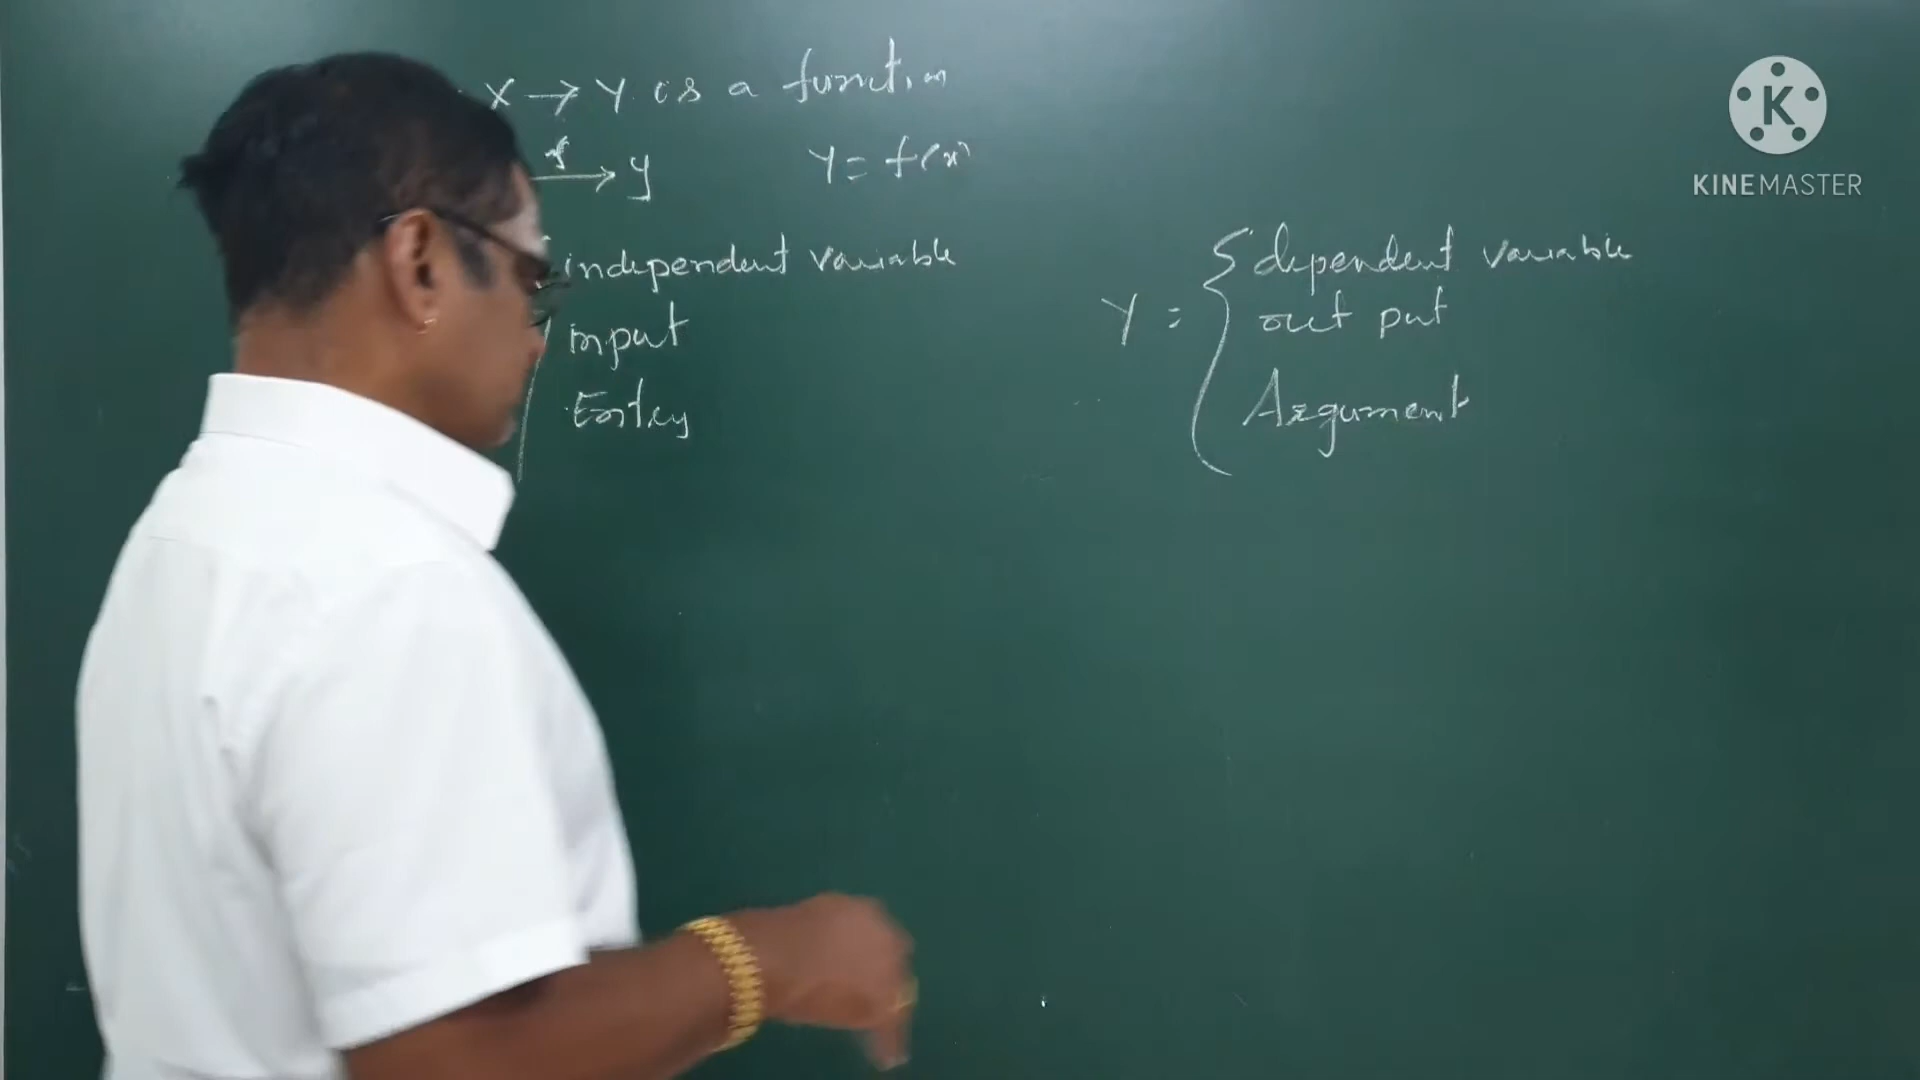 X → Y is a function
f → y Y = f(x)
independent variable
input
Entry
Y = { dependent variable
out put
Argument
K
KINEMASTER